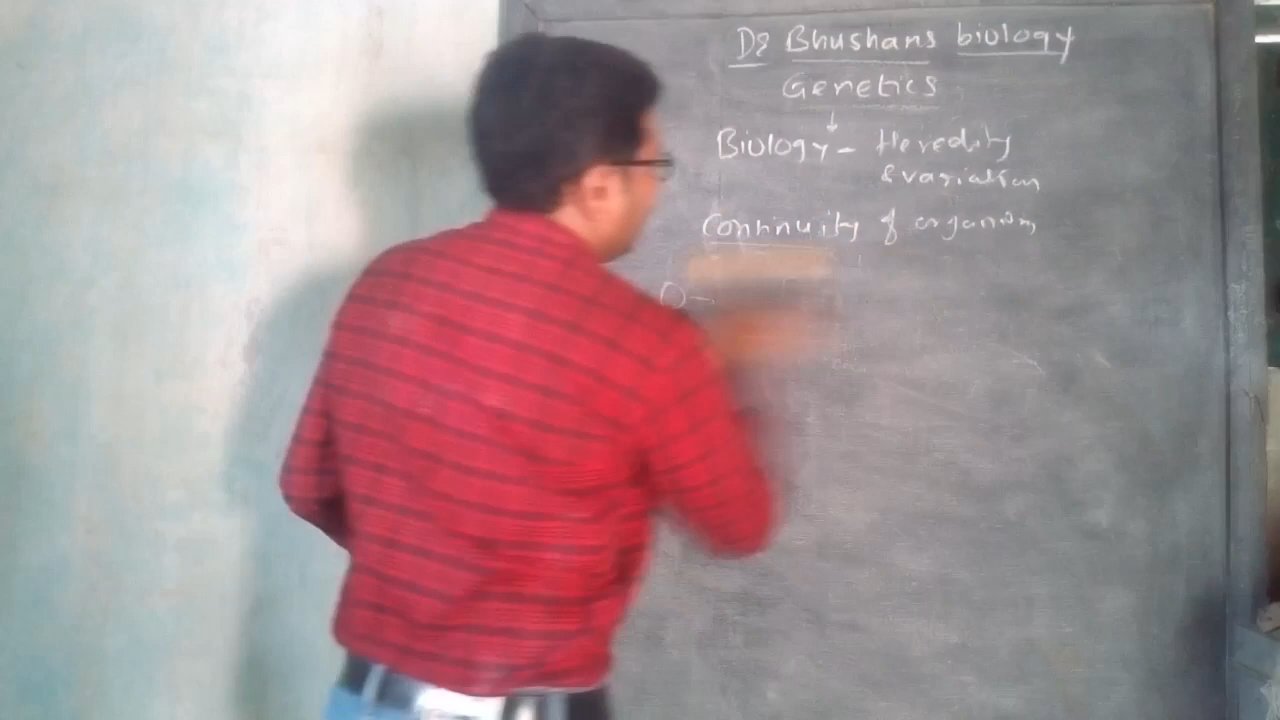 Dr Bhushans biology
Genetics
Biology - Heredity
& variation
Continuity of organism